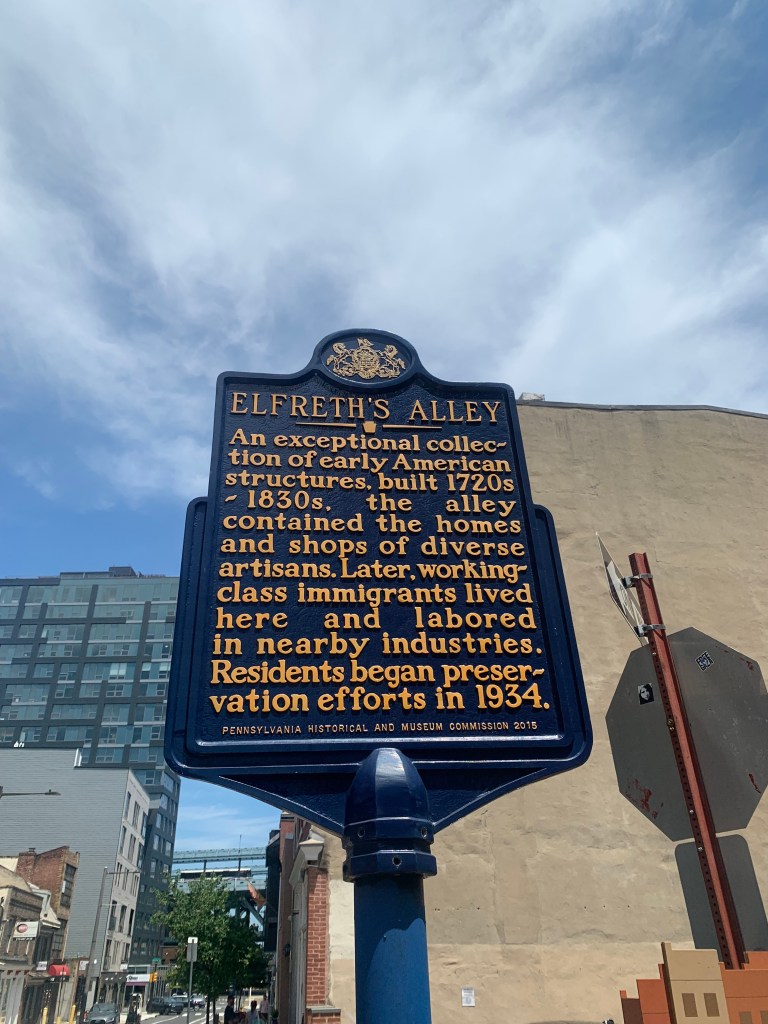 ELFRETH'S ALLEY
An exceptional collec-
tion of early American
structures, built 1720s
- 1830s, the alley
contained the homes
and shops of diverse
artisans. Later, working-
class immigrants lived
here and labored
in nearby industries.
Residents began preser-
vation efforts in 1934.
PENNSYLVANIA HISTORICAL AND MUSEUM COMMISSION 2015